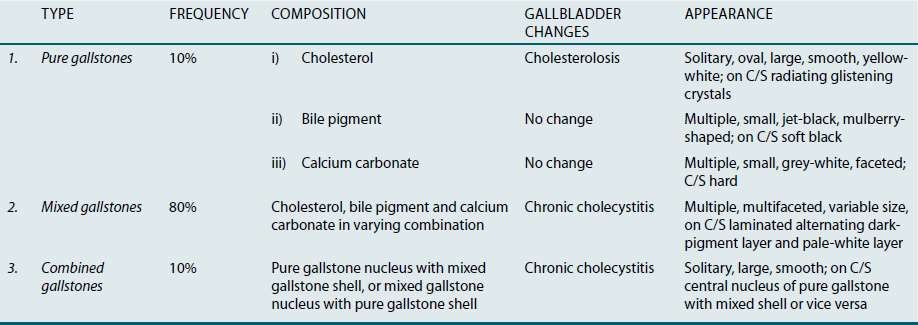 TYPE FREQUENCY COMPOSITION GALLBLADDER CHANGES APPEARANCE
1. Pure gallstones 10% i) Cholesterol Cholesterolosis Solitary, oval, large, smooth, yellow-
white; on C/S radiating glistening
crystals
ii) Bile pigment No change Multiple, small, jet-black, mulberry-
shaped; on C/S soft black
iii) Calcium carbonate No change Multiple, small, grey-white, faceted;
C/S hard
2. Mixed gallstones 80% Cholesterol, bile pigment and calcium Chronic cholecystitis Multiple, multifaceted, variable size,
carbonate in varying combination on C/S laminated alternating dark-
pigment layer and pale-white layer
3. Combined 10% Pure gallstone nucleus with mixed Chronic cholecystitis Solitary, large, smooth; on C/S
gallstones gallstone shell, or mixed gallstone central nucleus of pure gallstone
nucleus with pure gallstone shell with mixed shell or vice versa